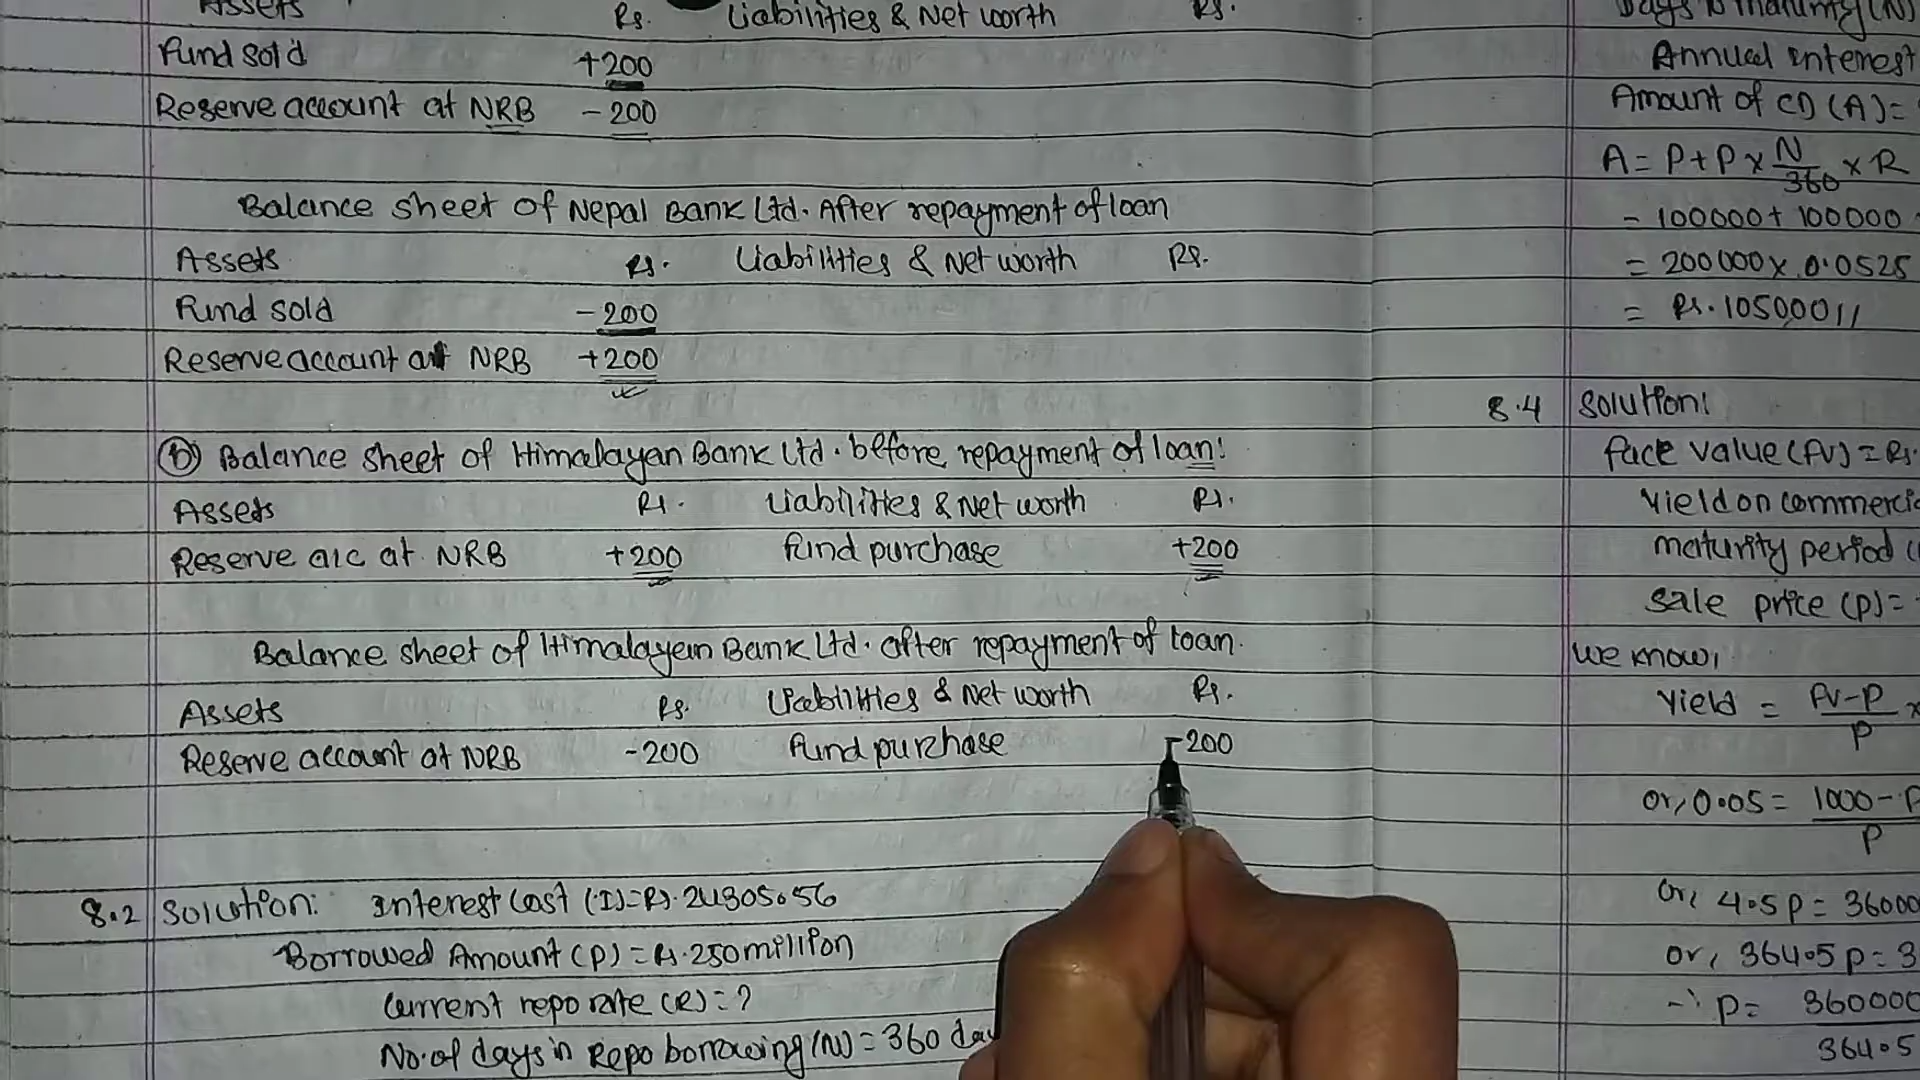 Assets Rs. Liabilities & Net worth Rs.
Fund sold +200
Reserve account at NRB -200
Balance sheet of Nepal Bank Ltd. After repayment of loan
Assets Rs. Liabilities & Net worth Rs.
Fund sold -200
Reserve account at NRB +200
b) Balance sheet of Himalayan Bank Ltd. before repayment of loan:
Assets Rs. Liabilities & Net worth Rs.
Reserve a/c at NRB +200 fund purchase +200
Balance sheet of Himalayan Bank Ltd. after repayment of loan.
Assets Rs. Liabilities & Net worth Rs.
Reserve account at NRB -200 fund purchase -200
8.2 Solution: Interest Cost (I)=Rs.24305.56
Borrowed Amount (P) = Rs.250million
Current repo rate (R) = ?
No. of days in Repo borrowing (N) = 360
Days to maturity (N)
Annual interest
Amount of CD (A)=
A= P+P× N/360 ×R
= 100000+ 100000
= 200000×0.0525
= Rs.105000//
8.4 Solution:
face value (FV) = Rs.
Yield on
maturity period
sale price (P)=
we know,
Yield = FV-P/P ×
or, 0.05 = 1000-P/P
or, 4.5P = 36000
or, 364.5P = 3
∴ P= 360000
364.5